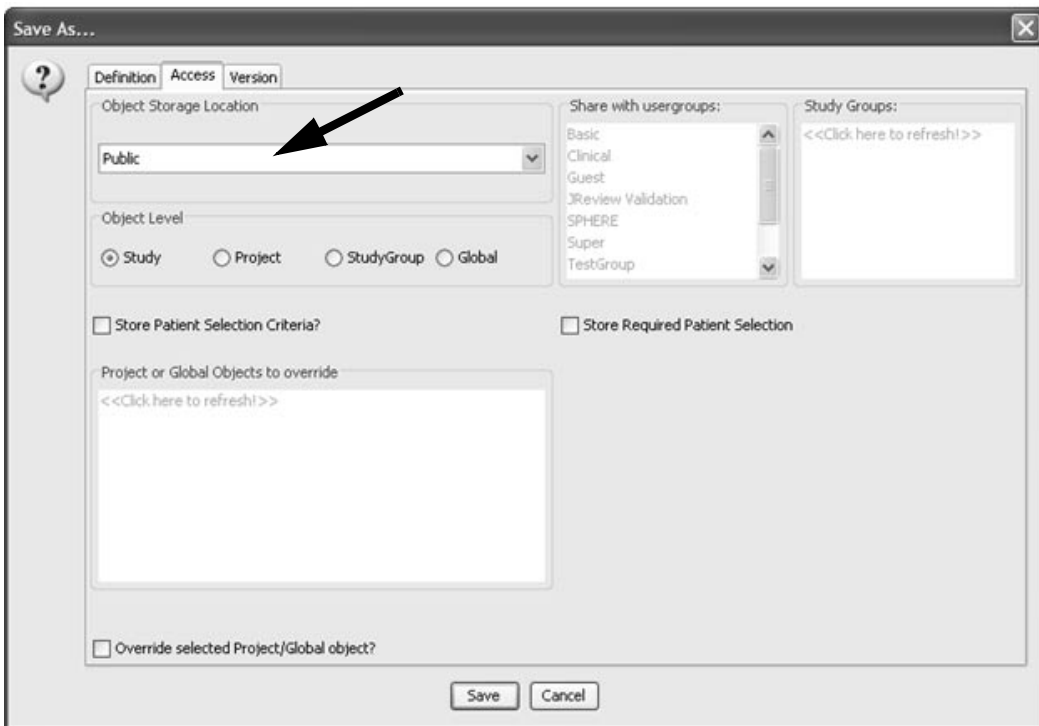 Save As...
?
Definition Access Version
Object Storage Location
Public
Object Level
Study Project StudyGroup Global
Share with usergroups:
Basic
Clinical
Guest
JReview Validation
SPHERE
Super
TestGroup
Study Groups:
<<Click here to refresh!>>
Store Patient Selection Criteria?
Store Required Patient Selection
Project or Global Objects to override
<<Click here to refresh!>>
Override selected Project/Global object?
Save Cancel